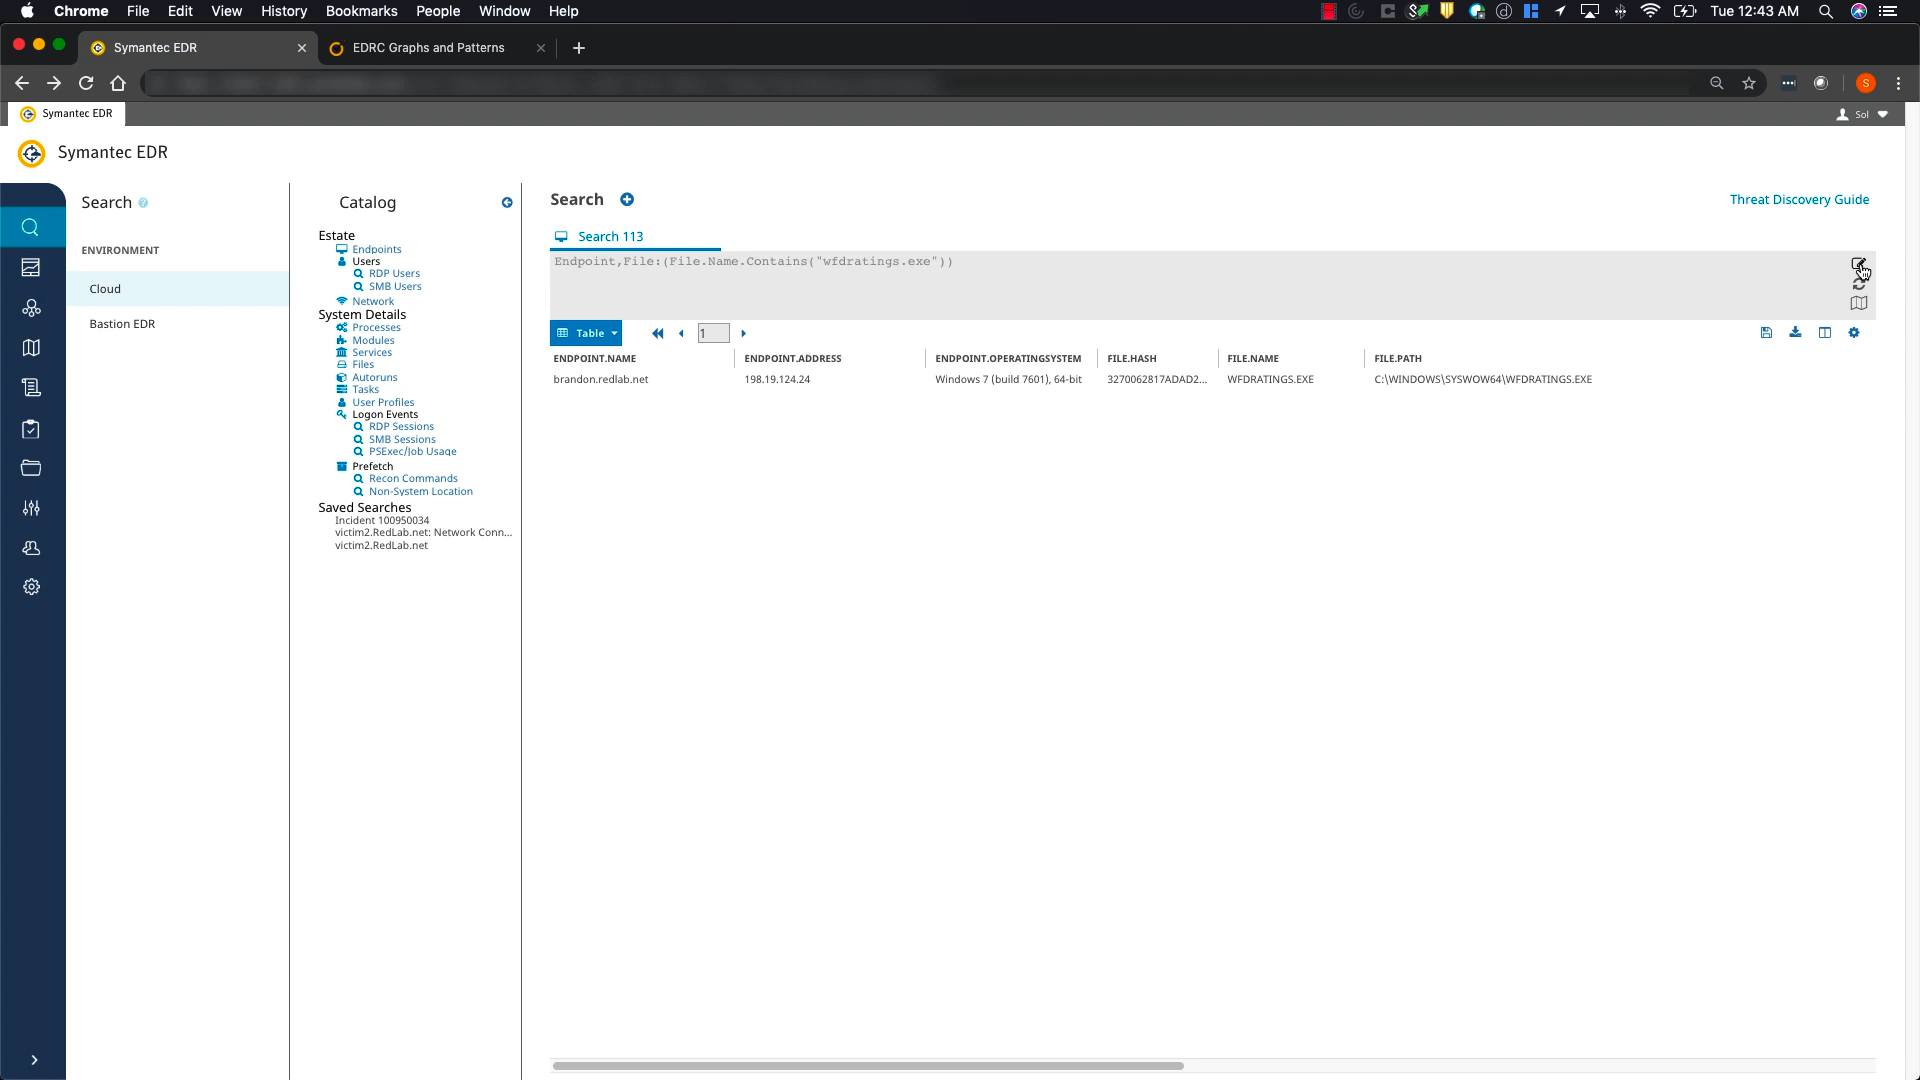 Chrome File Edit View History Bookmarks People Window Help Tue 12:43 AM
Symantec EDR EDRC Graphs and Patterns
S
Symantec EDR Sol
Symantec EDR
Search ?
ENVIRONMENT
Cloud
Bastion EDR
Catalog
Estate
Endpoints
Users
RDP Users
SMB Users
Network
System Details
Processes
Modules
Services
Files
Autoruns
Tasks
User Profiles
Logon Events
RDP Sessions
SMB Sessions
PSExec/Job Usage
Prefetch
Recon Commands
Non-System Location
Saved Searches
Incident 100950034
victim2.RedLab.net: Network Conn...
victim2.RedLab.net
Search Threat Discovery Guide
Search 113
Endpoint,File:(File.Name.Contains("wfdratings.exe"))
Table 1
ENDPOINT.NAME ENDPOINT.ADDRESS ENDPOINT.OPERATINGSYSTEM FILE.HASH FILE.NAME FILE.PATH
brandon.redlab.net 198.19.124.24 Windows 7 (build 7601), 64-bit 3270062817ADAD2... WFDRATINGS.EXE C:\WINDOWS\SYSWOW64\WFDRATINGS.EXE